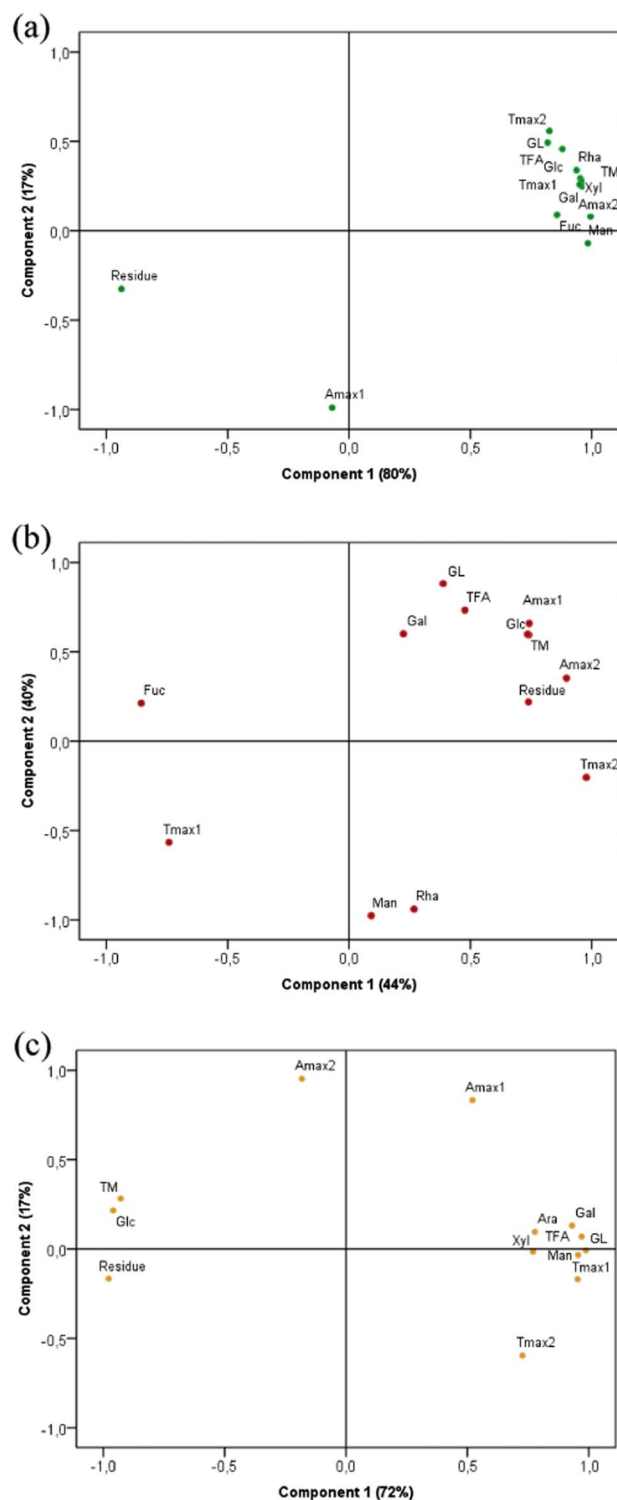 (a)
Component 2 (17%)
1,0
0,5
0,0
-0,5
-1,0
Tmax2
GL
TFA Glc Rha TM
Tmax1 Xyl
Gal Amax2
Fuc Man
Residue
Amax1
-1,0 -0,5 0,0 0,5 1,0
Component 1 (80%)
(b)
Component 2 (40%)
1,0
0,5
0,0
-0,5
-1,0
GL
TFA
Amax1
Gal Glc
TM
Amax2
Fuc Residue
Tmax2
Tmax1
Man Rha
-1,0 -0,5 0,0 0,5 1,0
Component 1 (44%)
(c)
Component 2 (17%)
1,0
0,5
0,0
-0,5
-1,0
Amax2
Amax1
TM
Glc
Ara Gal
Xyl TFA GL
Residue Man
Tmax1
Tmax2
-1,0 -0,5 0,0 0,5 1,0
Component 1 (72%)